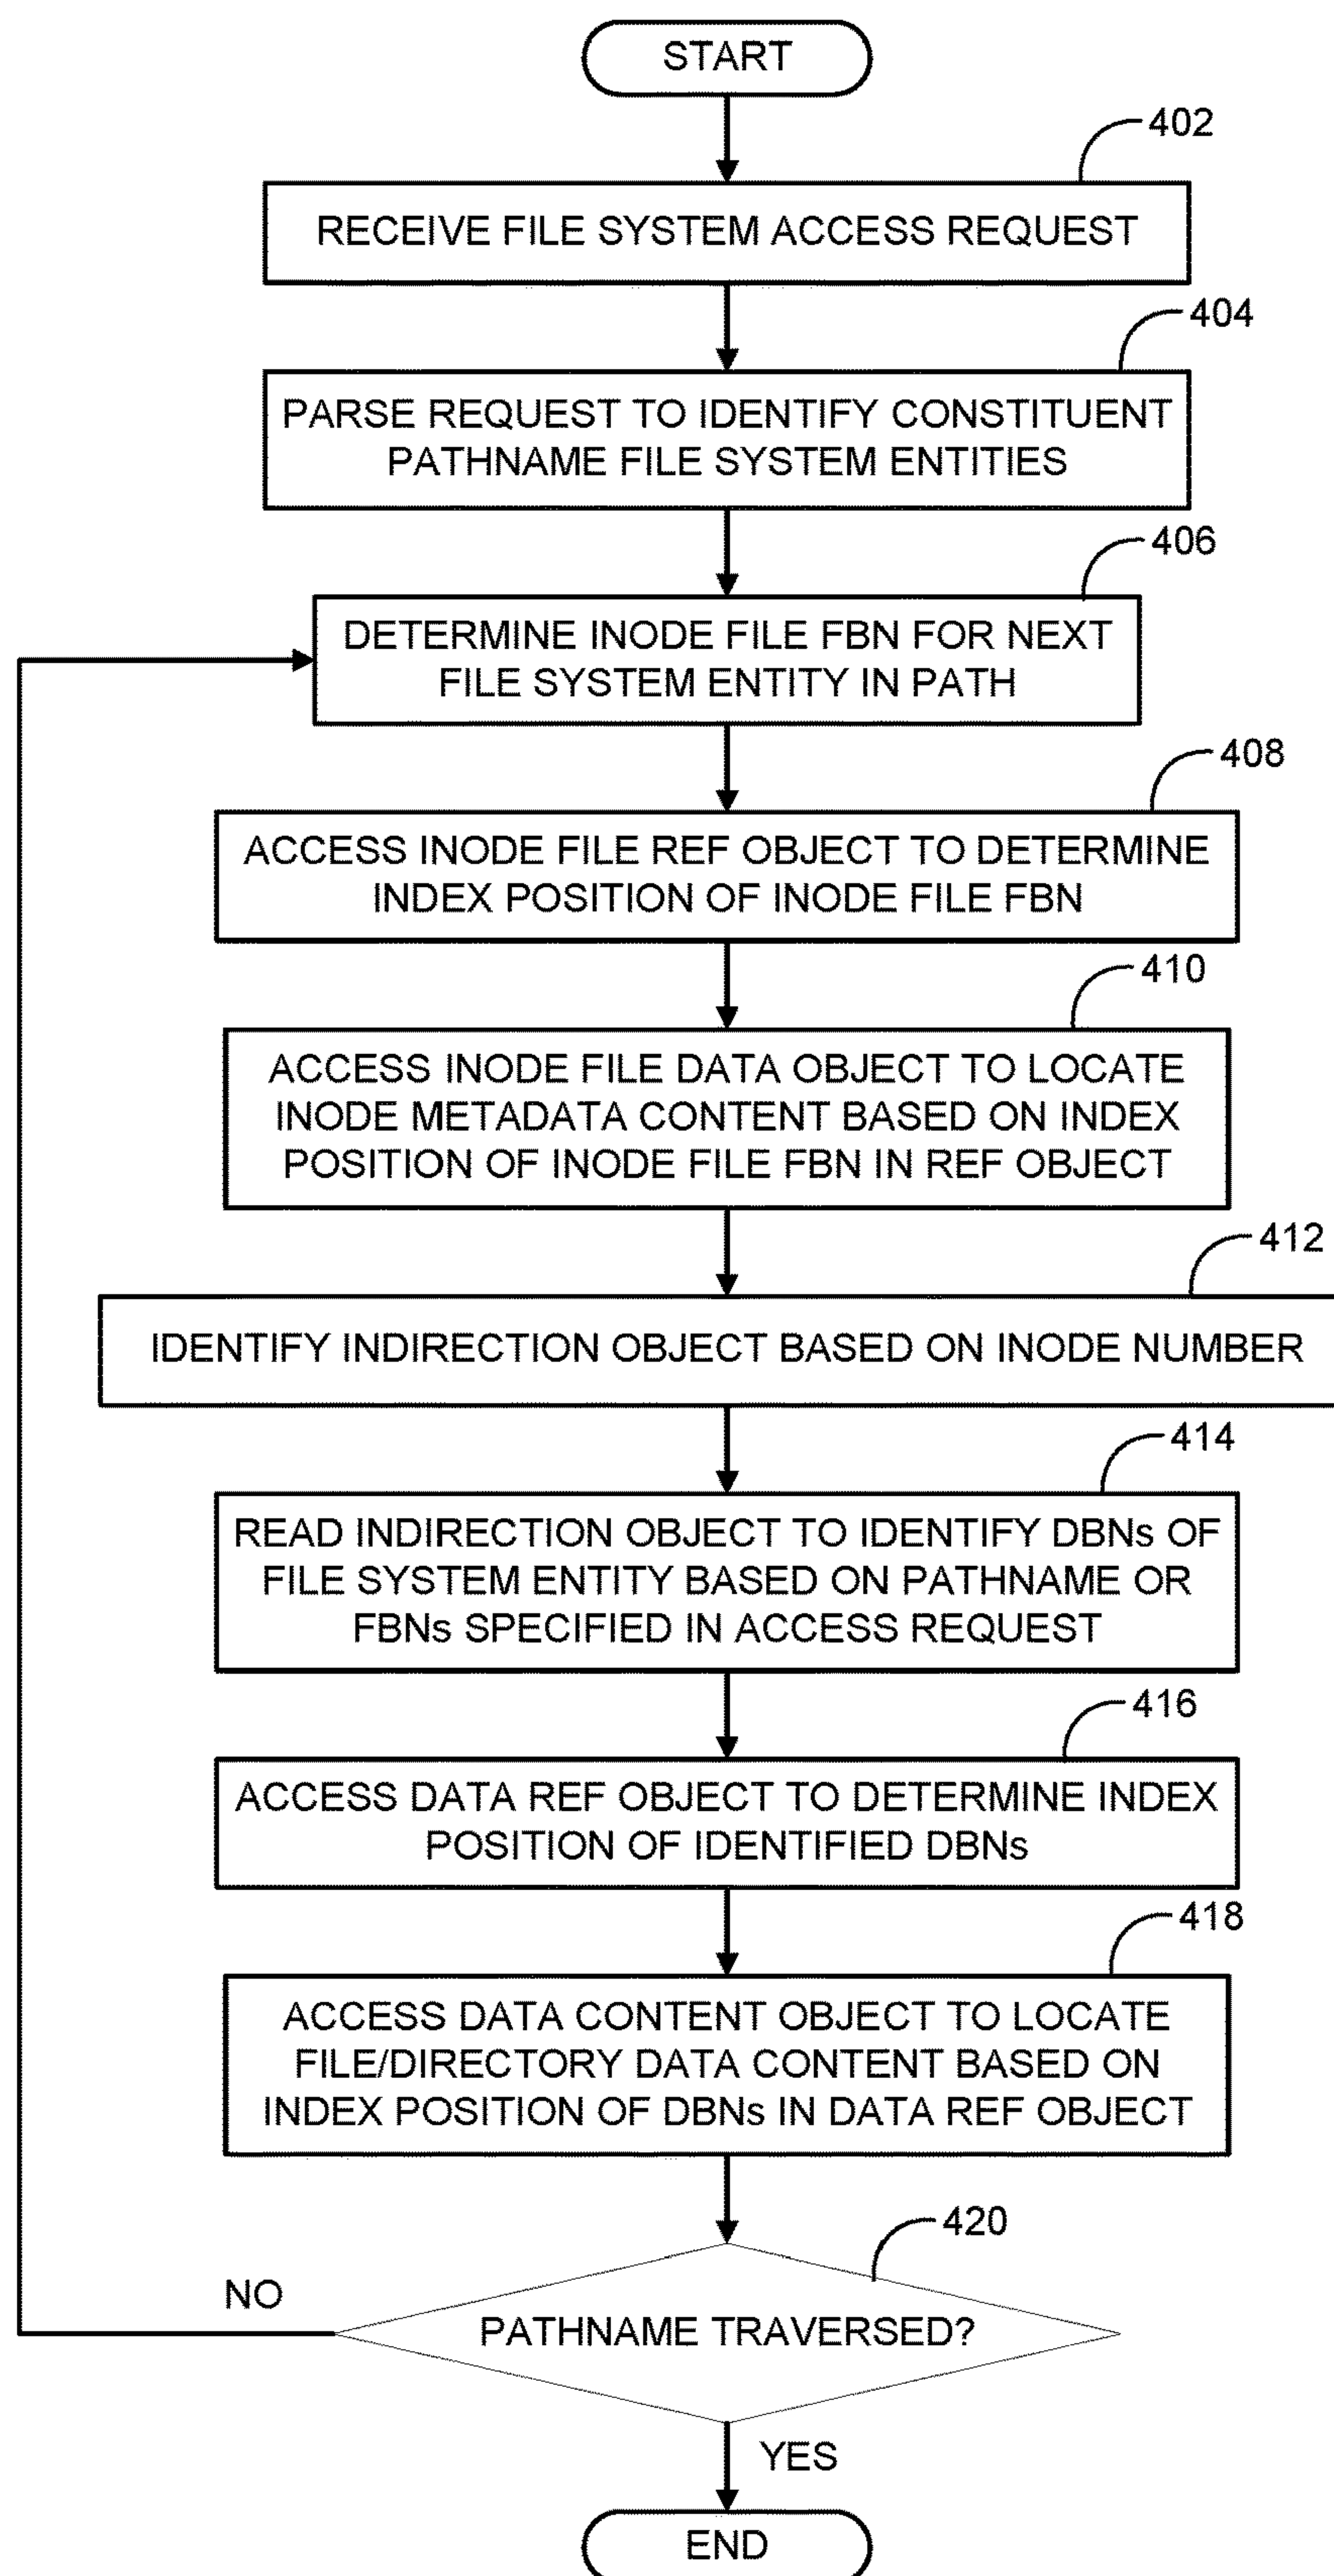 START
402
RECEIVE FILE SYSTEM ACCESS REQUEST
404
PARSE REQUEST TO IDENTIFY CONSTITUENT
PATHNAME FILE SYSTEM ENTITIES
406
DETERMINE INODE FILE FBN FOR NEXT
FILE SYSTEM ENTITY IN PATH
408
ACCESS INODE FILE REF OBJECT TO DETERMINE
INDEX POSITION OF INODE FILE FBN
410
ACCESS INODE FILE DATA OBJECT TO LOCATE
INODE METADATA CONTENT BASED ON INDEX
POSITION OF INODE FILE FBN IN REF OBJECT
412
IDENTIFY INDIRECTION OBJECT BASED ON INODE NUMBER
414
READ INDIRECTION OBJECT TO IDENTIFY DBNs OF
FILE SYSTEM ENTITY BASED ON PATHNAME OR
FBNs SPECIFIED IN ACCESS REQUEST
416
ACCESS DATA REF OBJECT TO DETERMINE INDEX
POSITION OF IDENTIFIED DBNs
418
ACCESS DATA CONTENT OBJECT TO LOCATE
FILE/DIRECTORY DATA CONTENT BASED ON
INDEX POSITION OF DBNs IN DATA REF OBJECT
420
NO
PATHNAME TRAVERSED?
YES
END